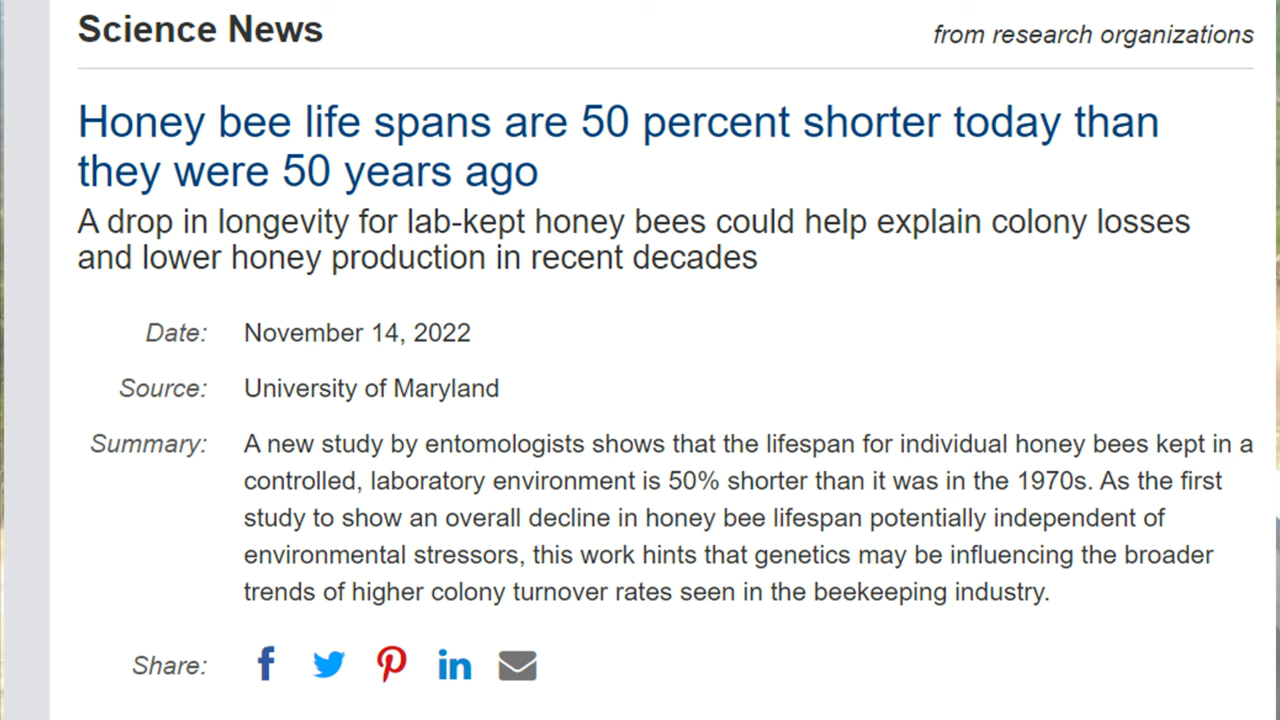 Science News
from research organizations
Honey bee life spans are 50 percent shorter today than
they were 50 years ago
A drop in longevity for lab-kept honey bees could help explain colony losses
and lower honey production in recent decades
Date: November 14, 2022
Source: University of Maryland
Summary: A new study by entomologists shows that the lifespan for individual honey bees kept in a
controlled, laboratory environment is 50% shorter than it was in the 1970s. As the first
study to show an overall decline in honey bee lifespan potentially independent of
environmental stressors, this work hints that genetics may be influencing the broader
trends of higher colony turnover rates seen in the beekeeping industry.
Share: f in